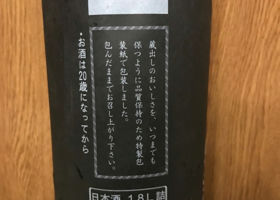 蔵出しのおいしさを、いつまでも
保つように品質保持のため特製包
装紙で包装しました。
包んだままでお召し上がり下さい。
・お酒は20歳になってから
日本酒 1.8L 詰